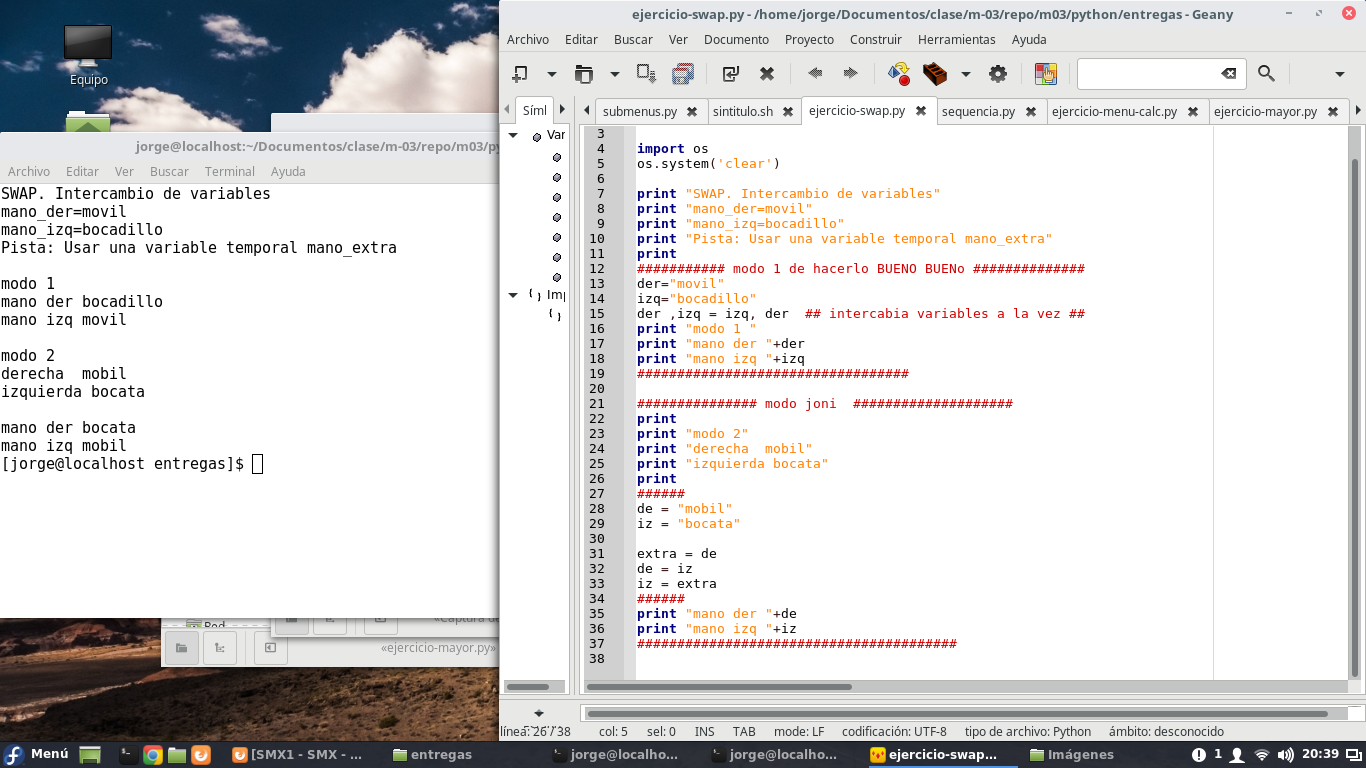 Equipo
jorge@localhost:~/Documentos/clase/m-03/repo/m03/py
Archivo Editar Ver Buscar Terminal Ayuda
SWAP. Intercambio de variables
mano_der=movil
mano_izq=bocadillo
Pista: Usar una variable temporal mano_extra
modo 1
mano der bocadillo
mano izq movil
modo 2
derecha  mobil
izquierda bocata
mano der bocata
mano izq mobil
[jorge@localhost entregas]$
Red
«Captura de
«ejercicio-mayor.py»
ejercicio-swap.py - /home/jorge/Documentos/clase/m-03/repo/m03/python/entregas - Geany
Archivo Editar Buscar Ver Documento Proyecto Construir Herramientas Ayuda
Síml
submenus.py sintitulo.sh ejercicio-swap.py sequencia.py ejercicio-menu-calc.py ejercicio-mayor.py
Var
Imp
3
4 import os
5 os.system('clear')
6
7 print "SWAP. Intercambio de variables"
8 print "mano_der=movil"
9 print "mano_izq=bocadillo"
10 print "Pista: Usar una variable temporal mano_extra"
11 print
12 ########### modo 1 de hacerlo BUENO BUENo ##############
13 der="movil"
14 izq="bocadillo"
15 der ,izq = izq, der  ## intercabia variables a la vez ##
16 print "modo 1 "
17 print "mano der "+der
18 print "mano izq "+izq
19 ##################################
20
21 ############### modo joni  ####################
22 print
23 print "modo 2"
24 print "derecha  mobil"
25 print "izquierda bocata"
26 print
27 ######
28 de = "mobil"
29 iz = "bocata"
30
31 extra = de
32 de = iz
33 iz = extra
34 ######
35 print "mano der "+de
36 print "mano izq "+iz
37 ########################################
38
línea: 26 / 38 col: 5 sel: 0 INS TAB mode: LF codificación: UTF-8 tipo de archivo: Python ámbito: desconocido
Menú [SMX1 - SMX - ... entregas jorge@localho... jorge@localho... ejercicio-swap... Imágenes 1 20:39